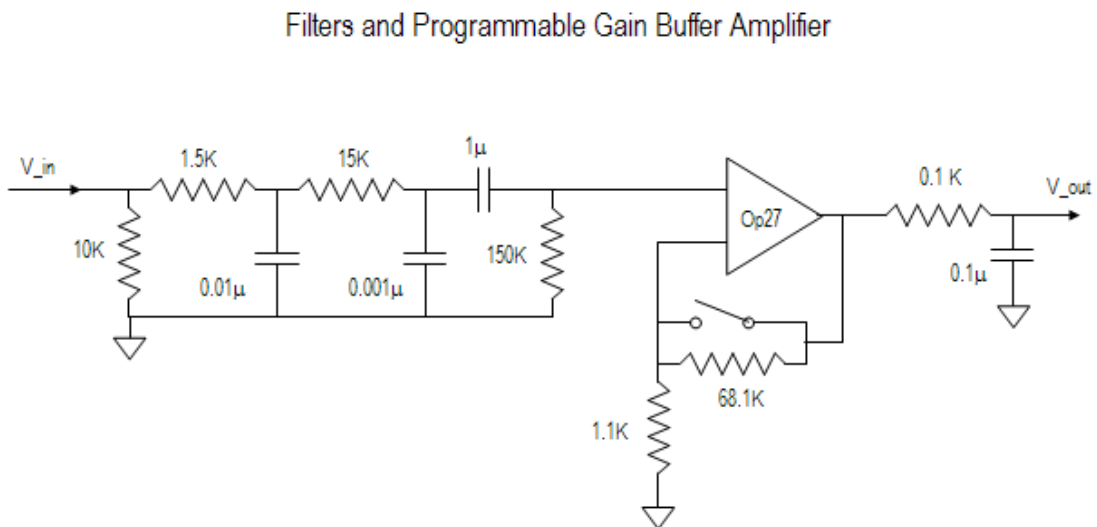 Filters and Programmable Gain Buffer Amplifier
V_in
1.5K
15K
1μ
0.1 K
V_out
10K
0.01μ
0.001μ
150K
Op27
0.1μ
68.1K
1.1K